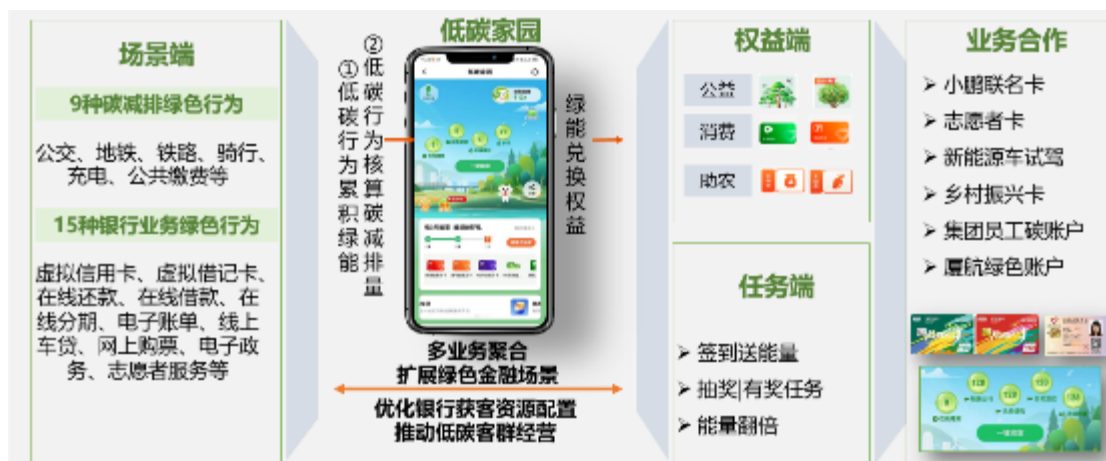 场景端
9种碳减排绿色行为
公交、地铁、铁路、骑行、
充电、公共缴费等
15种银行业务绿色行为
虚拟信用卡、虚拟借记卡、
在线还款、在线借款、在
线分期、电子账单、线上
车贷、网上购票、电子政
务、志愿者服务等
①低碳行为累积绿能
②低碳行为核算碳减排量
低碳家园
绿能兑换权益
多业务聚合
扩展绿色金融场景
优化银行获客资源配置
推动低碳客群经营
权益端
公益
消费
助农
任务端
➢ 签到送能量
➢ 抽奖|有奖任务
➢ 能量翻倍
业务合作
➢ 小鹏联名卡
➢ 志愿者卡
➢ 新能源车试驾
➢ 乡村振兴卡
➢ 集团员工碳账户
➢ 厦航绿色账户